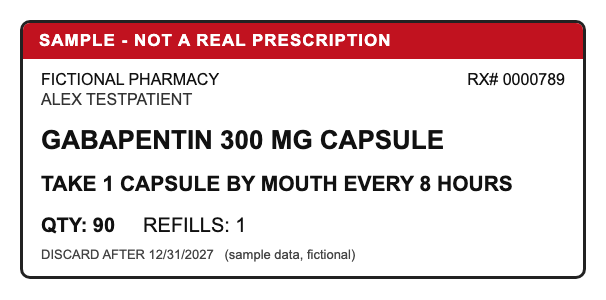 SAMPLE - NOT A REAL PRESCRIPTION
FICTIONAL PHARMACY RX# 0000789
ALEX TESTPATIENT
GABAPENTIN 300 MG CAPSULE
TAKE 1 CAPSULE BY MOUTH EVERY 8 HOURS
QTY: 90 REFILLS: 1
DISCARD AFTER 12/31/2027 (sample data, fictional)